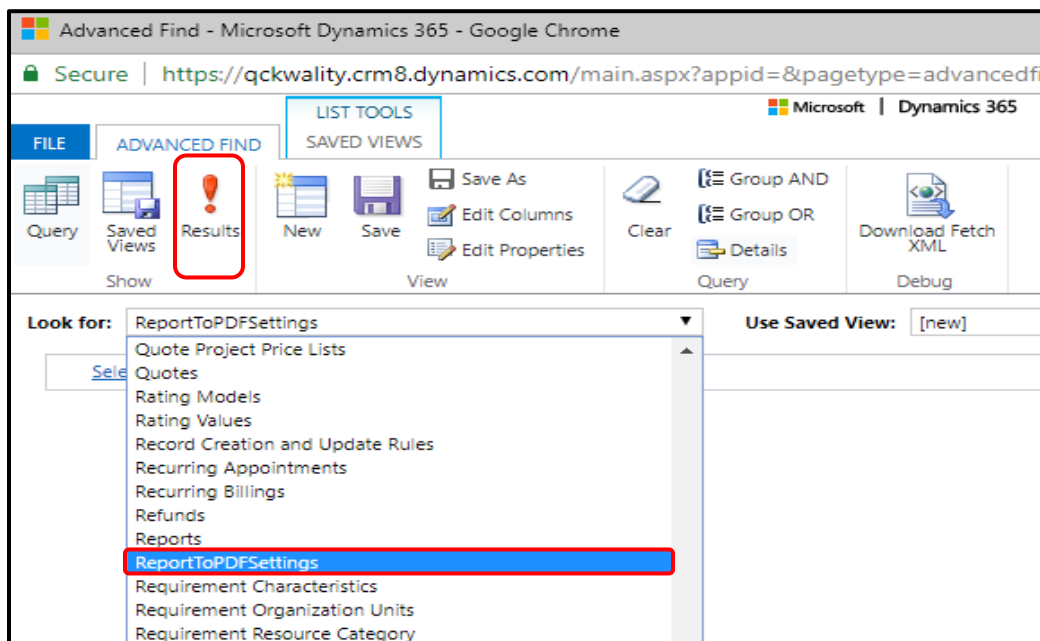 Advanced Find - Microsoft Dynamics 365 - Google Chrome
Secure | https://qckwality.crm8.dynamics.com/main.aspx?appid=&pagetype=advancedfi
LIST TOOLS
Microsoft | Dynamics 365
FILE ADVANCED FIND SAVED VIEWS
Query
Saved Views
Results
Show
New
Save
Save As
Edit Columns
Edit Properties
View
Clear
Group AND
Group OR
Details
Query
Download Fetch XML
Debug
Look for: ReportToPDFSettings Use Saved View: [new]
Sele
Quote Project Price Lists
Quotes
Rating Models
Rating Values
Record Creation and Update Rules
Recurring Appointments
Recurring Billings
Refunds
Reports
ReportToPDFSettings
Requirement Characteristics
Requirement Organization Units
Requirement Resource Category